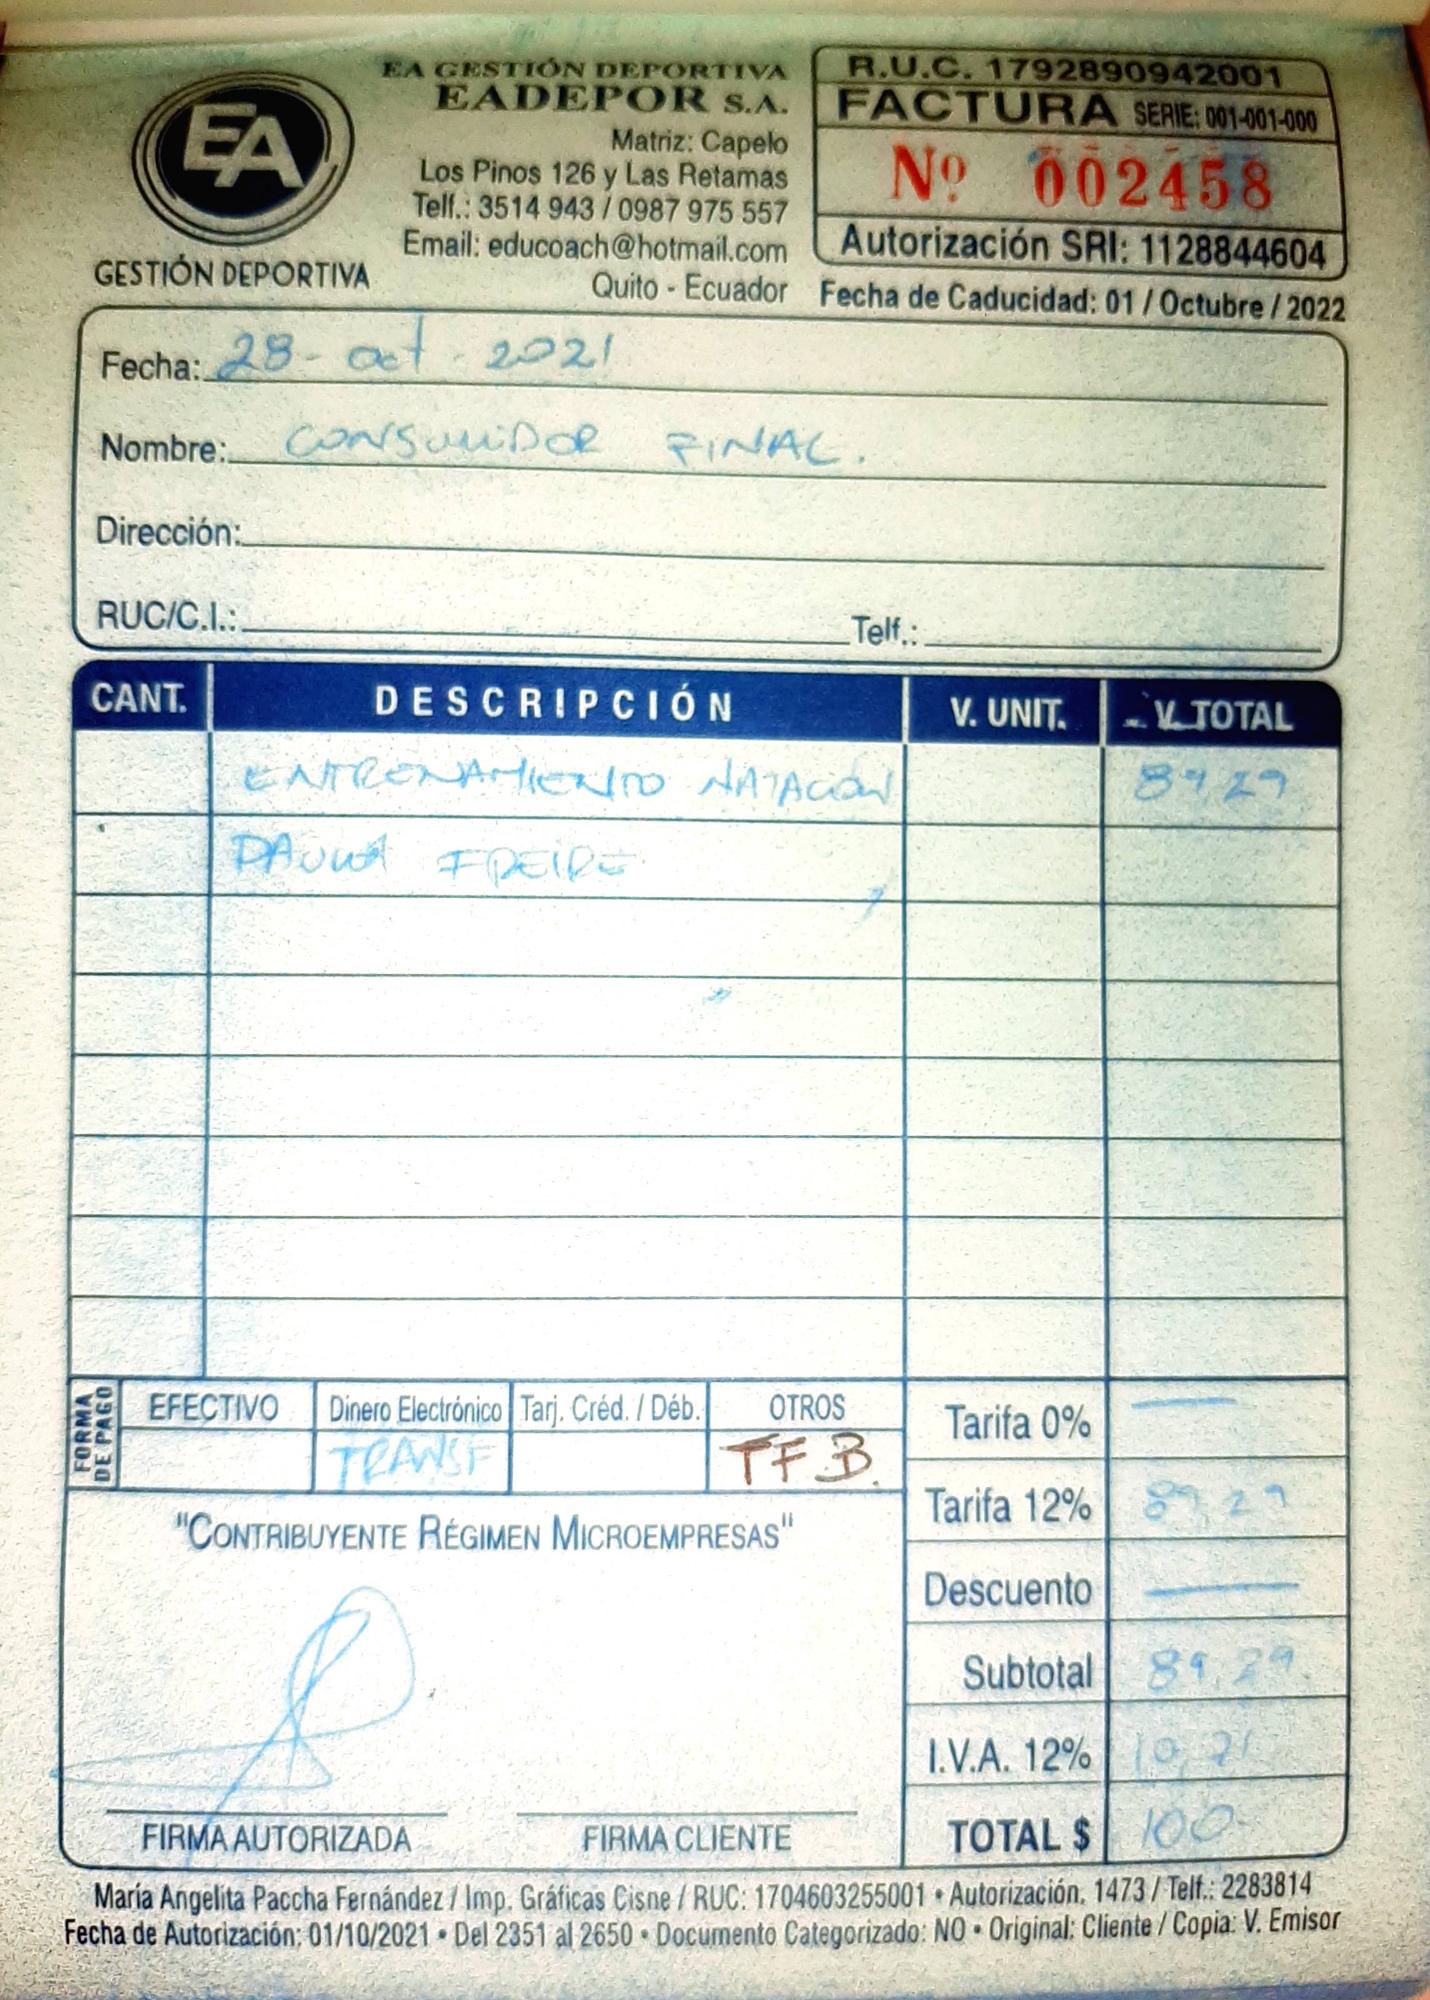 EA
GESTIÓN DEPORTIVA
EA GESTIÓN DEPORTIVA
EADEPOR S.A.
Matriz: Capelo
Los Pinos 126 y Las Retamas
Telf.: 3514 943 / 0987 975 557
Email: educoach@hotmail.com
Quito - Ecuador
R.U.C. 1792890942001
FACTURA SERIE: 001-001-000
Nº 002458
Autorización SRI: 1128844604
Fecha de Caducidad: 01 / Octubre / 2022
Fecha: 28 - oct - 2021
Nombre: CONSUMIDOR FINAL.
Dirección:
RUC/C.I.: Telf.:
CANT. DESCRIPCIÓN V. UNIT. V. TOTAL
ENTRENAMIENTO NATACIÓN 89,29
PAULA FREIRE
FORMA DE PAGO
EFECTIVO Dinero Electrónico Tarj. Créd. / Déb. OTROS
TRANSF TFB.
Tarifa 0% —
Tarifa 12% 89,29
Descuento —
Subtotal 89,29.
I.V.A. 12% 10,71
TOTAL $ 100-
"CONTRIBUYENTE RÉGIMEN MICROEMPRESAS"
FIRMA AUTORIZADA FIRMA CLIENTE
María Angelita Paccha Fernández / Imp. Gráficas Cisne / RUC: 1704603255001 • Autorización. 1473 / Telf.: 2283814
Fecha de Autorización: 01/10/2021 • Del 2351 al 2650 • Documento Categorizado: NO • Original: Cliente / Copia: V. Emisor